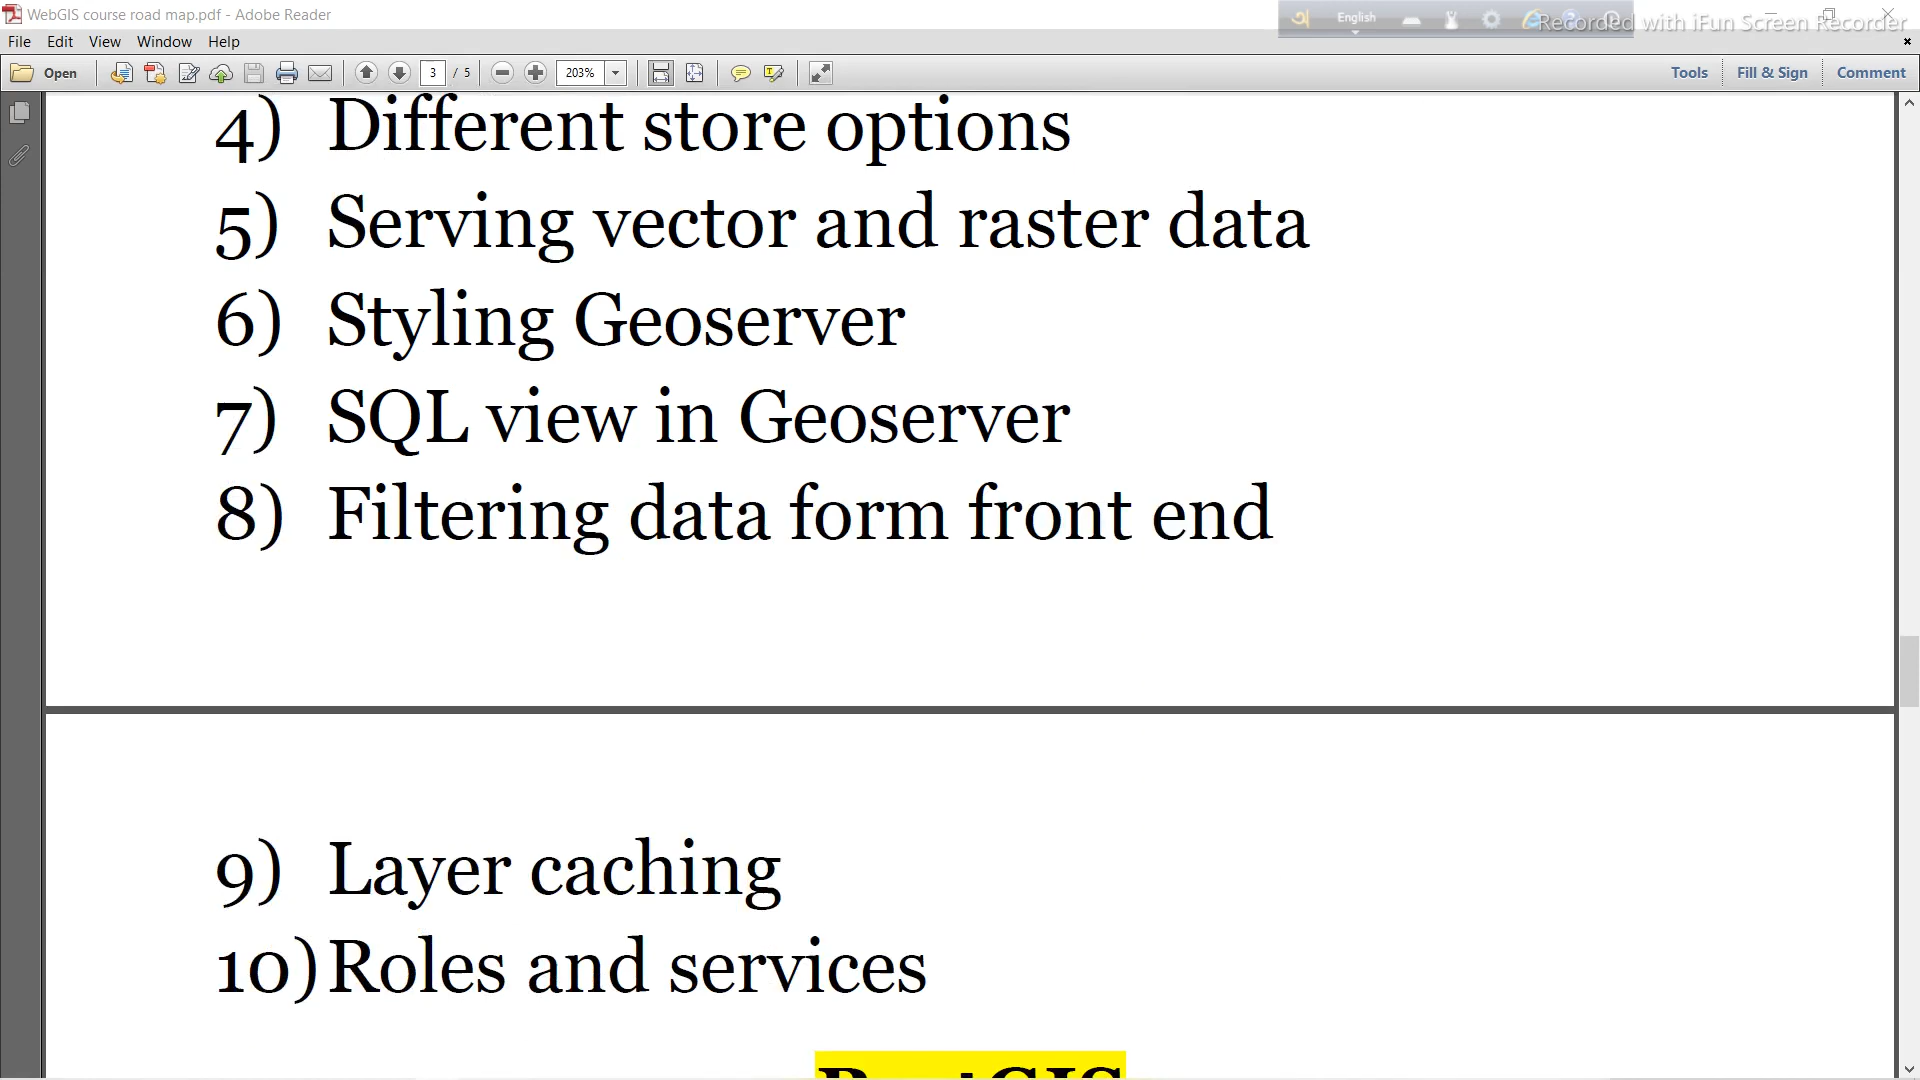 WebGIS course road map.pdf - Adobe Reader
English
Recorded with iFun Screen Recorder
File Edit View Window Help
Open 3 / 5 203% Tools Fill & Sign Comment
4) Different store options
5) Serving vector and raster data
6) Styling Geoserver
7) SQL view in Geoserver
8) Filtering data form front end
9) Layer caching
10) Roles and services